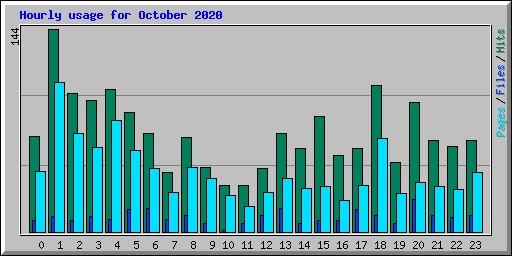 Hourly usage for October 2020
144
Pages / Files / Hits
0 1 2 3 4 5 6 7 8 9 10 11 12 13 14 15 16 17 18 19 20 21 22 23